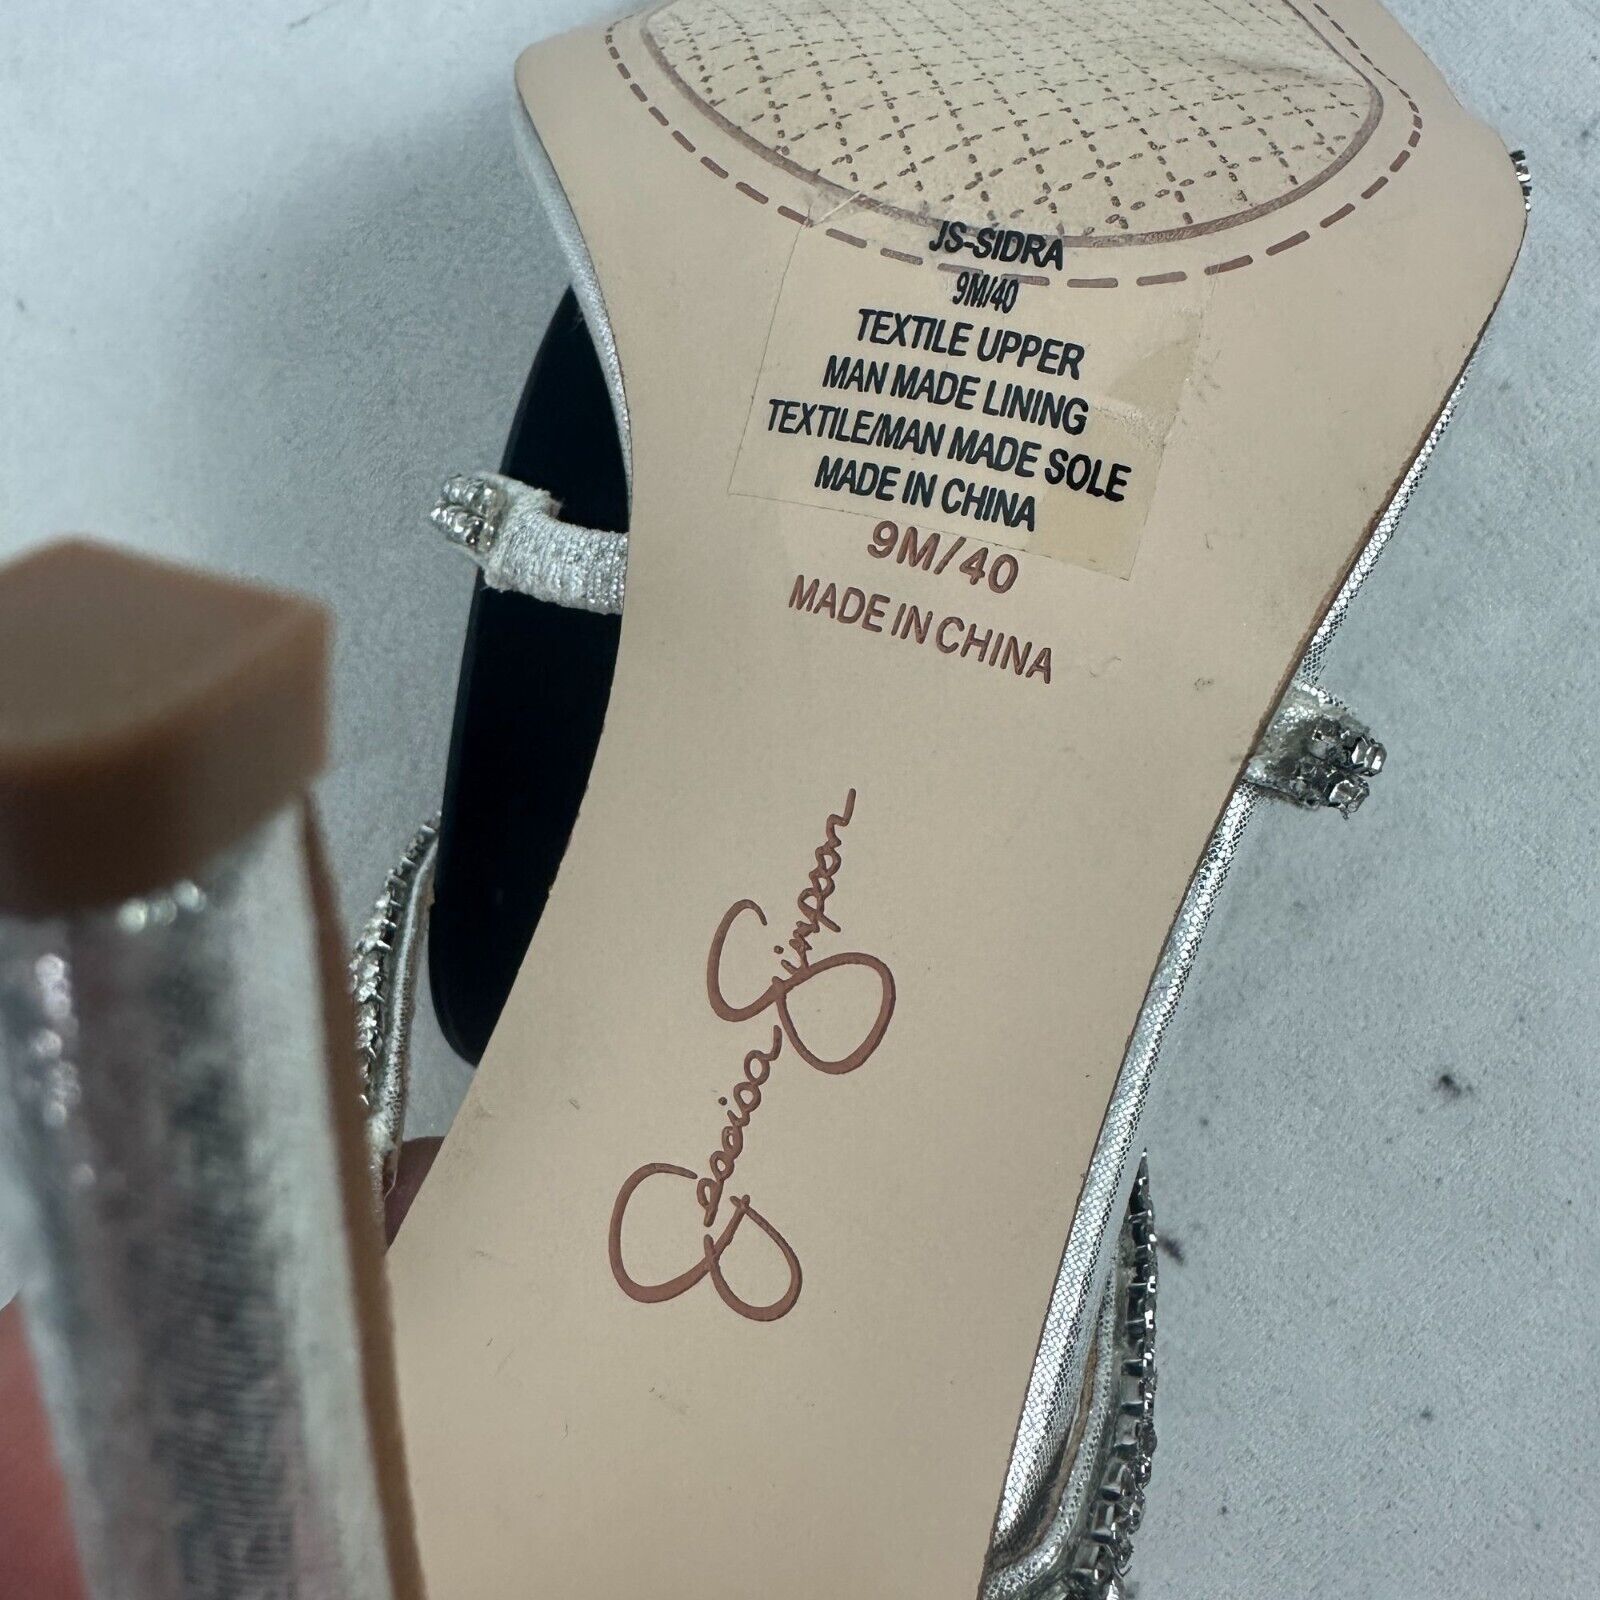 JS-SIDRA
9M/40
TEXTILE UPPER
MAN MADE LINING
TEXTILE/MAN MADE SOLE
MADE IN CHINA
9M/40
MADE IN CHINA
Jessica Simpson